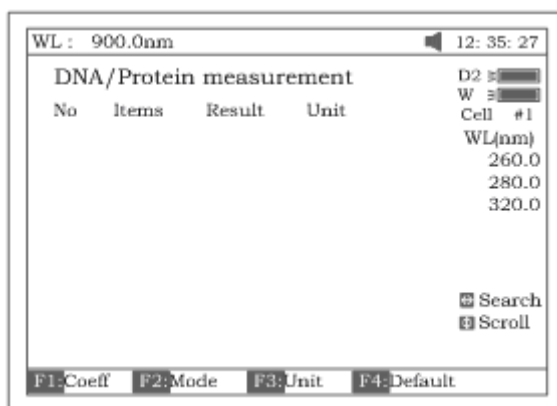 WL : 900.0nm 12: 35: 27
DNA/Protein measurement
No Items Result Unit
D2
W
Cell #1
WL(nm)
260.0
280.0
320.0
Search
Scroll
F1:Coeff F2:Mode F3:Unit F4:Default